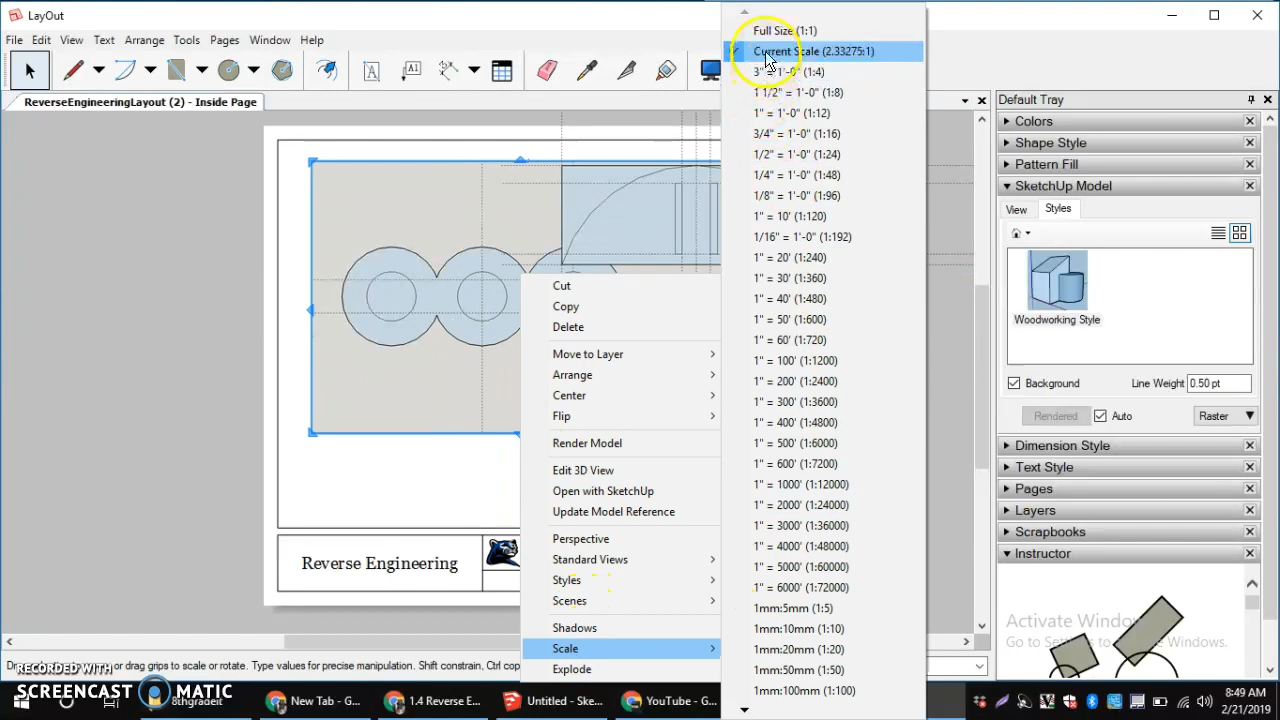 LayOut
File Edit View Text Arrange Tools Pages Window Help
ReverseEngineeringLayout (2) - Inside Page
Reverse Engineering
Cut
Copy
Delete
Move to Layer
Arrange
Center
Flip
Render Model
Edit 3D View
Open with SketchUp
Update Model Reference
Perspective
Standard Views
Styles
Scenes
Shadows
Scale
Explode
Full Size (1:1)
Current Scale (2.33275:1)
3" = 1'-0" (1:4)
1 1/2" = 1'-0" (1:8)
1" = 1'-0" (1:12)
3/4" = 1'-0" (1:16)
1/2" = 1'-0" (1:24)
1/4" = 1'-0" (1:48)
1/8" = 1'-0" (1:96)
1" = 10' (1:120)
1/16" = 1'-0" (1:192)
1" = 20' (1:240)
1" = 30' (1:360)
1" = 40' (1:480)
1" = 50' (1:600)
1" = 60' (1:720)
1" = 100' (1:1200)
1" = 200' (1:2400)
1" = 300' (1:3600)
1" = 400' (1:4800)
1" = 500' (1:6000)
1" = 600' (1:7200)
1" = 1000' (1:12000)
1" = 2000' (1:24000)
1" = 3000' (1:36000)
1" = 4000' (1:48000)
1" = 5000' (1:60000)
1" = 6000' (1:72000)
1mm:5mm (1:5)
1mm:10mm (1:10)
1mm:20mm (1:20)
1mm:50mm (1:50)
1mm:100mm (1:100)
Default Tray
Colors
Shape Style
Pattern Fill
SketchUp Model
View Styles
Woodworking Style
Background Line Weight 0.50 pt
Rendered Auto Raster
Dimension Style
Text Style
Pages
Layers
Scrapbooks
Instructor
Activate Windows
Go to Settings to
or drag grips to scale or rotate. Type values for precise manipulation. Shift constrain, Ctrl cop
RECORDED WITH
SCREENCAST MATIC
8thgradeit
New Tab - G...
1.4 Reverse E...
Untitled - Ske...
YouTube - G...
8:49 AM
2/21/2019